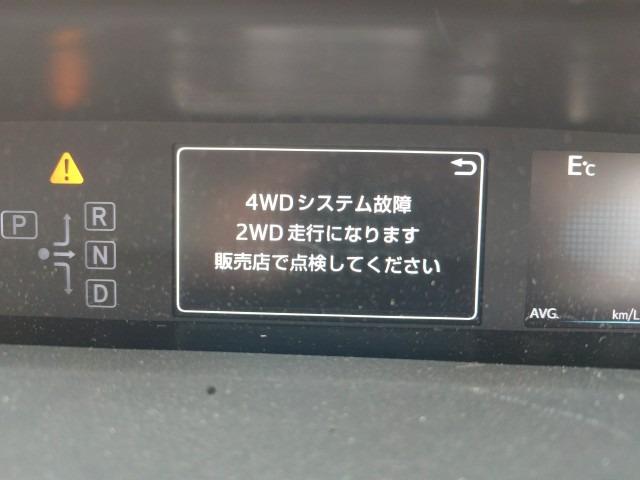 4WDシステム故障
2WD走行になります
販売店で点検してください
P
R
N
D
E℃
AVG.
km/L